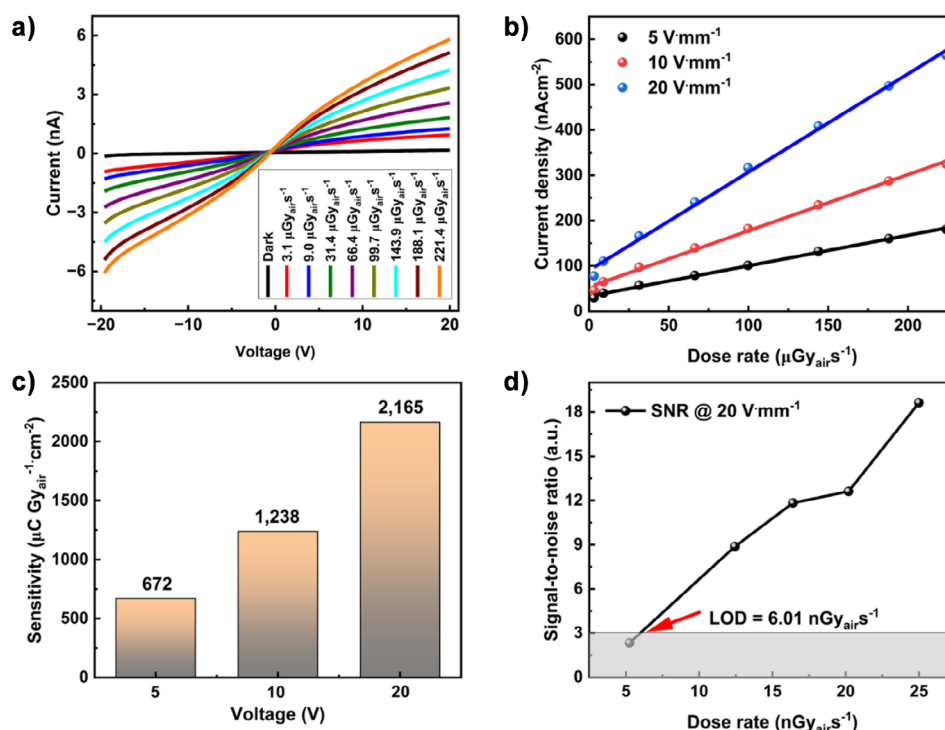 a)
Current (nA)
6
3
0
−3
−6
Dark
3.1 μGyairs⁻¹
9.0 μGyairs⁻¹
31.4 μGyairs⁻¹
66.4 μGyairs⁻¹
99.7 μGyairs⁻¹
143.9 μGyairs⁻¹
188.1 μGyairs⁻¹
221.4 μGyairs⁻¹
−20 −10 0 10 20
Voltage (V)
b)
Current density (nAcm⁻²)
600
500
400
300
200
100
0
5 V·mm⁻¹
10 V·mm⁻¹
20 V·mm⁻¹
0 50 100 150 200
Dose rate (μGyairs⁻¹)
c)
Sensitivity (μC Gyair⁻¹·cm⁻²)
2500
2000
1500
1000
500
0
672
1,238
2,165
5 10 20
Voltage (V)
d)
Signal-to-noise ratio (a.u.)
18
15
12
9
6
3
0
SNR @ 20 V·mm⁻¹
LOD = 6.01 nGyairs⁻¹
5 10 15 20 25
Dose rate (nGyairs⁻¹)